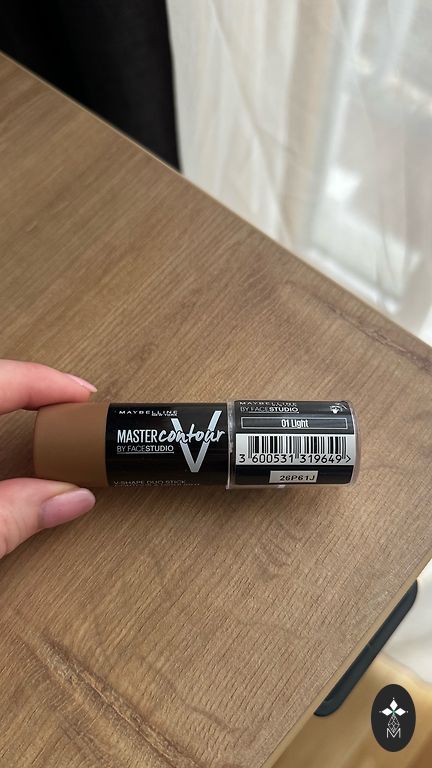 MAYBELLINE
NEW YORK
MASTER contour
BY FACESTUDIO
V
V-SHAPE DUO STICK
MAYBELLINE
BY FACESTUDIO
01 Light
3 600531 319649 >
26P61J
M